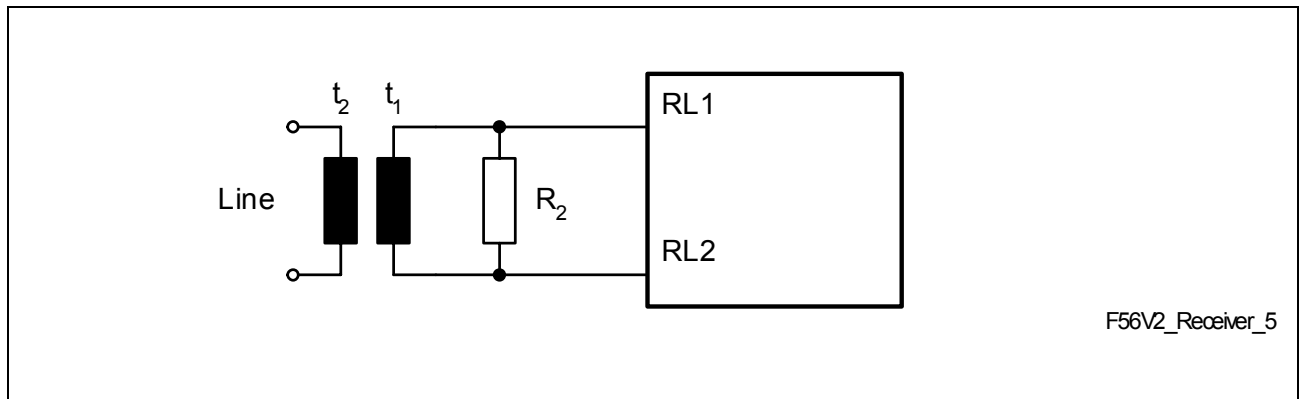 t2 t1
RL1
Line
R2
RL2
F56V2_Receiver_5